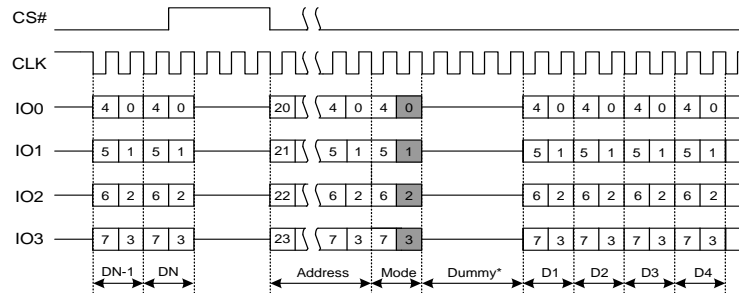 CS#
CLK
IO0 4 0 4 0 20 4 0 4 0 4 0 4 0 4 0 4 0
IO1 5 1 5 1 21 5 1 5 1 5 1 5 1 5 1 5 1
IO2 6 2 6 2 22 6 2 6 2 6 2 6 2 6 2 6 2
IO3 7 3 7 3 23 7 3 7 3 7 3 7 3 7 3 7 3
DN-1 DN Address Mode Dummy* D1 D2 D3 D4